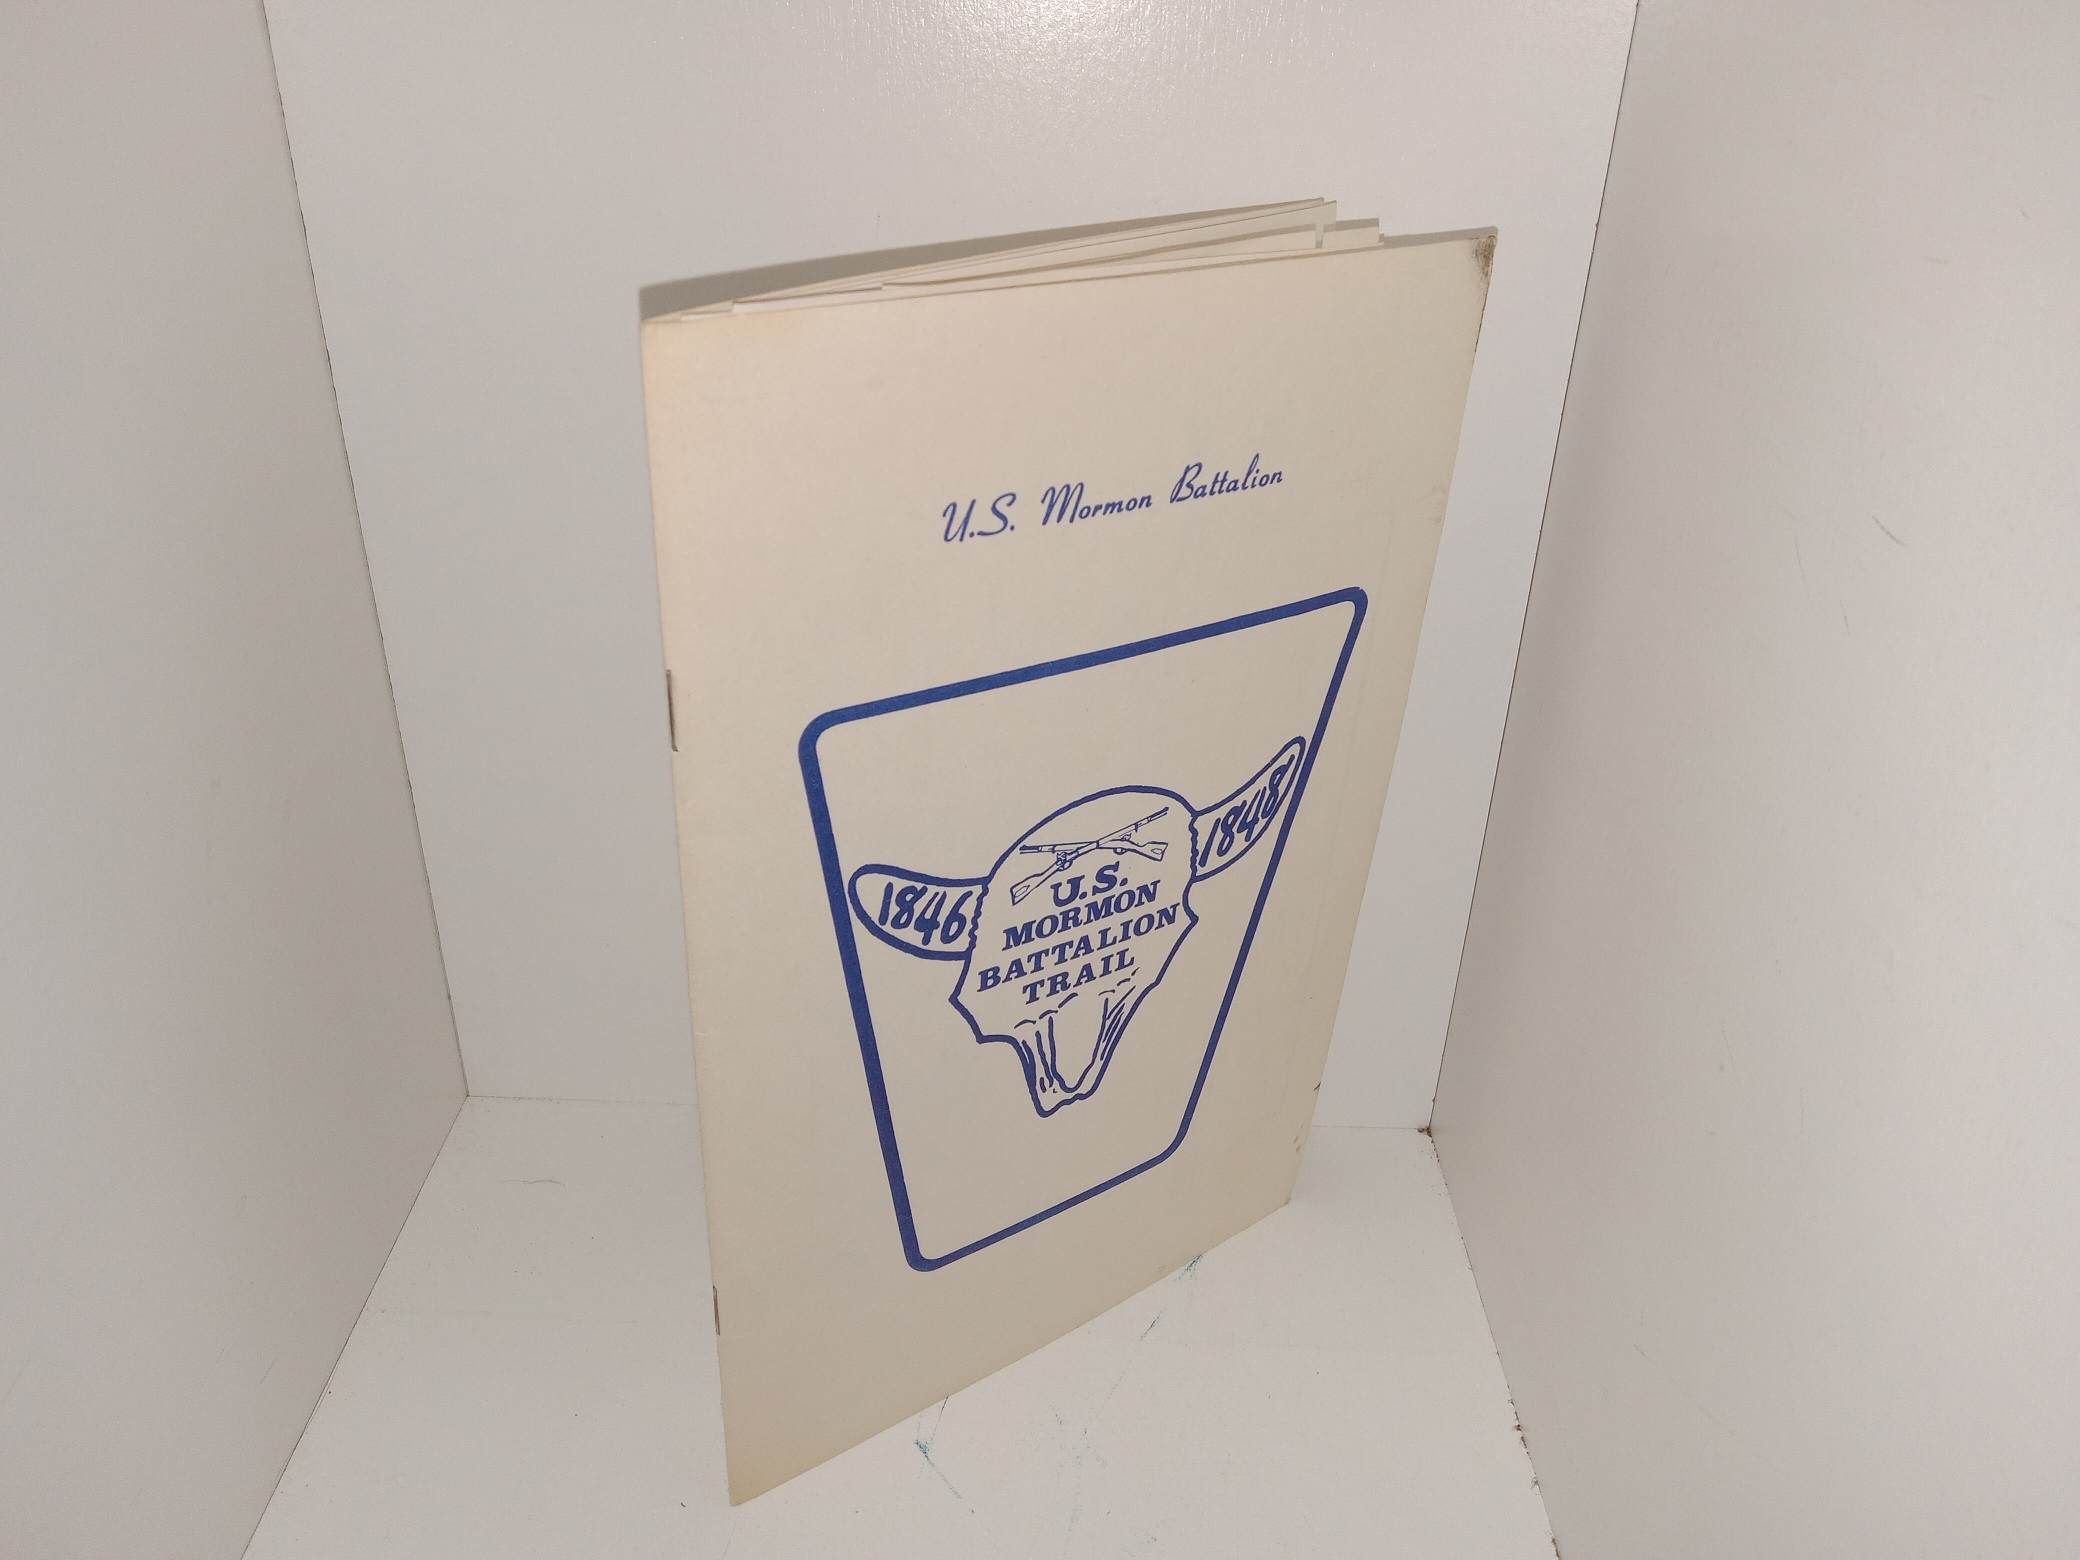 U.S. Mormon Battalion
1846
1848
U.S.
MORMON
BATTALION
TRAIL